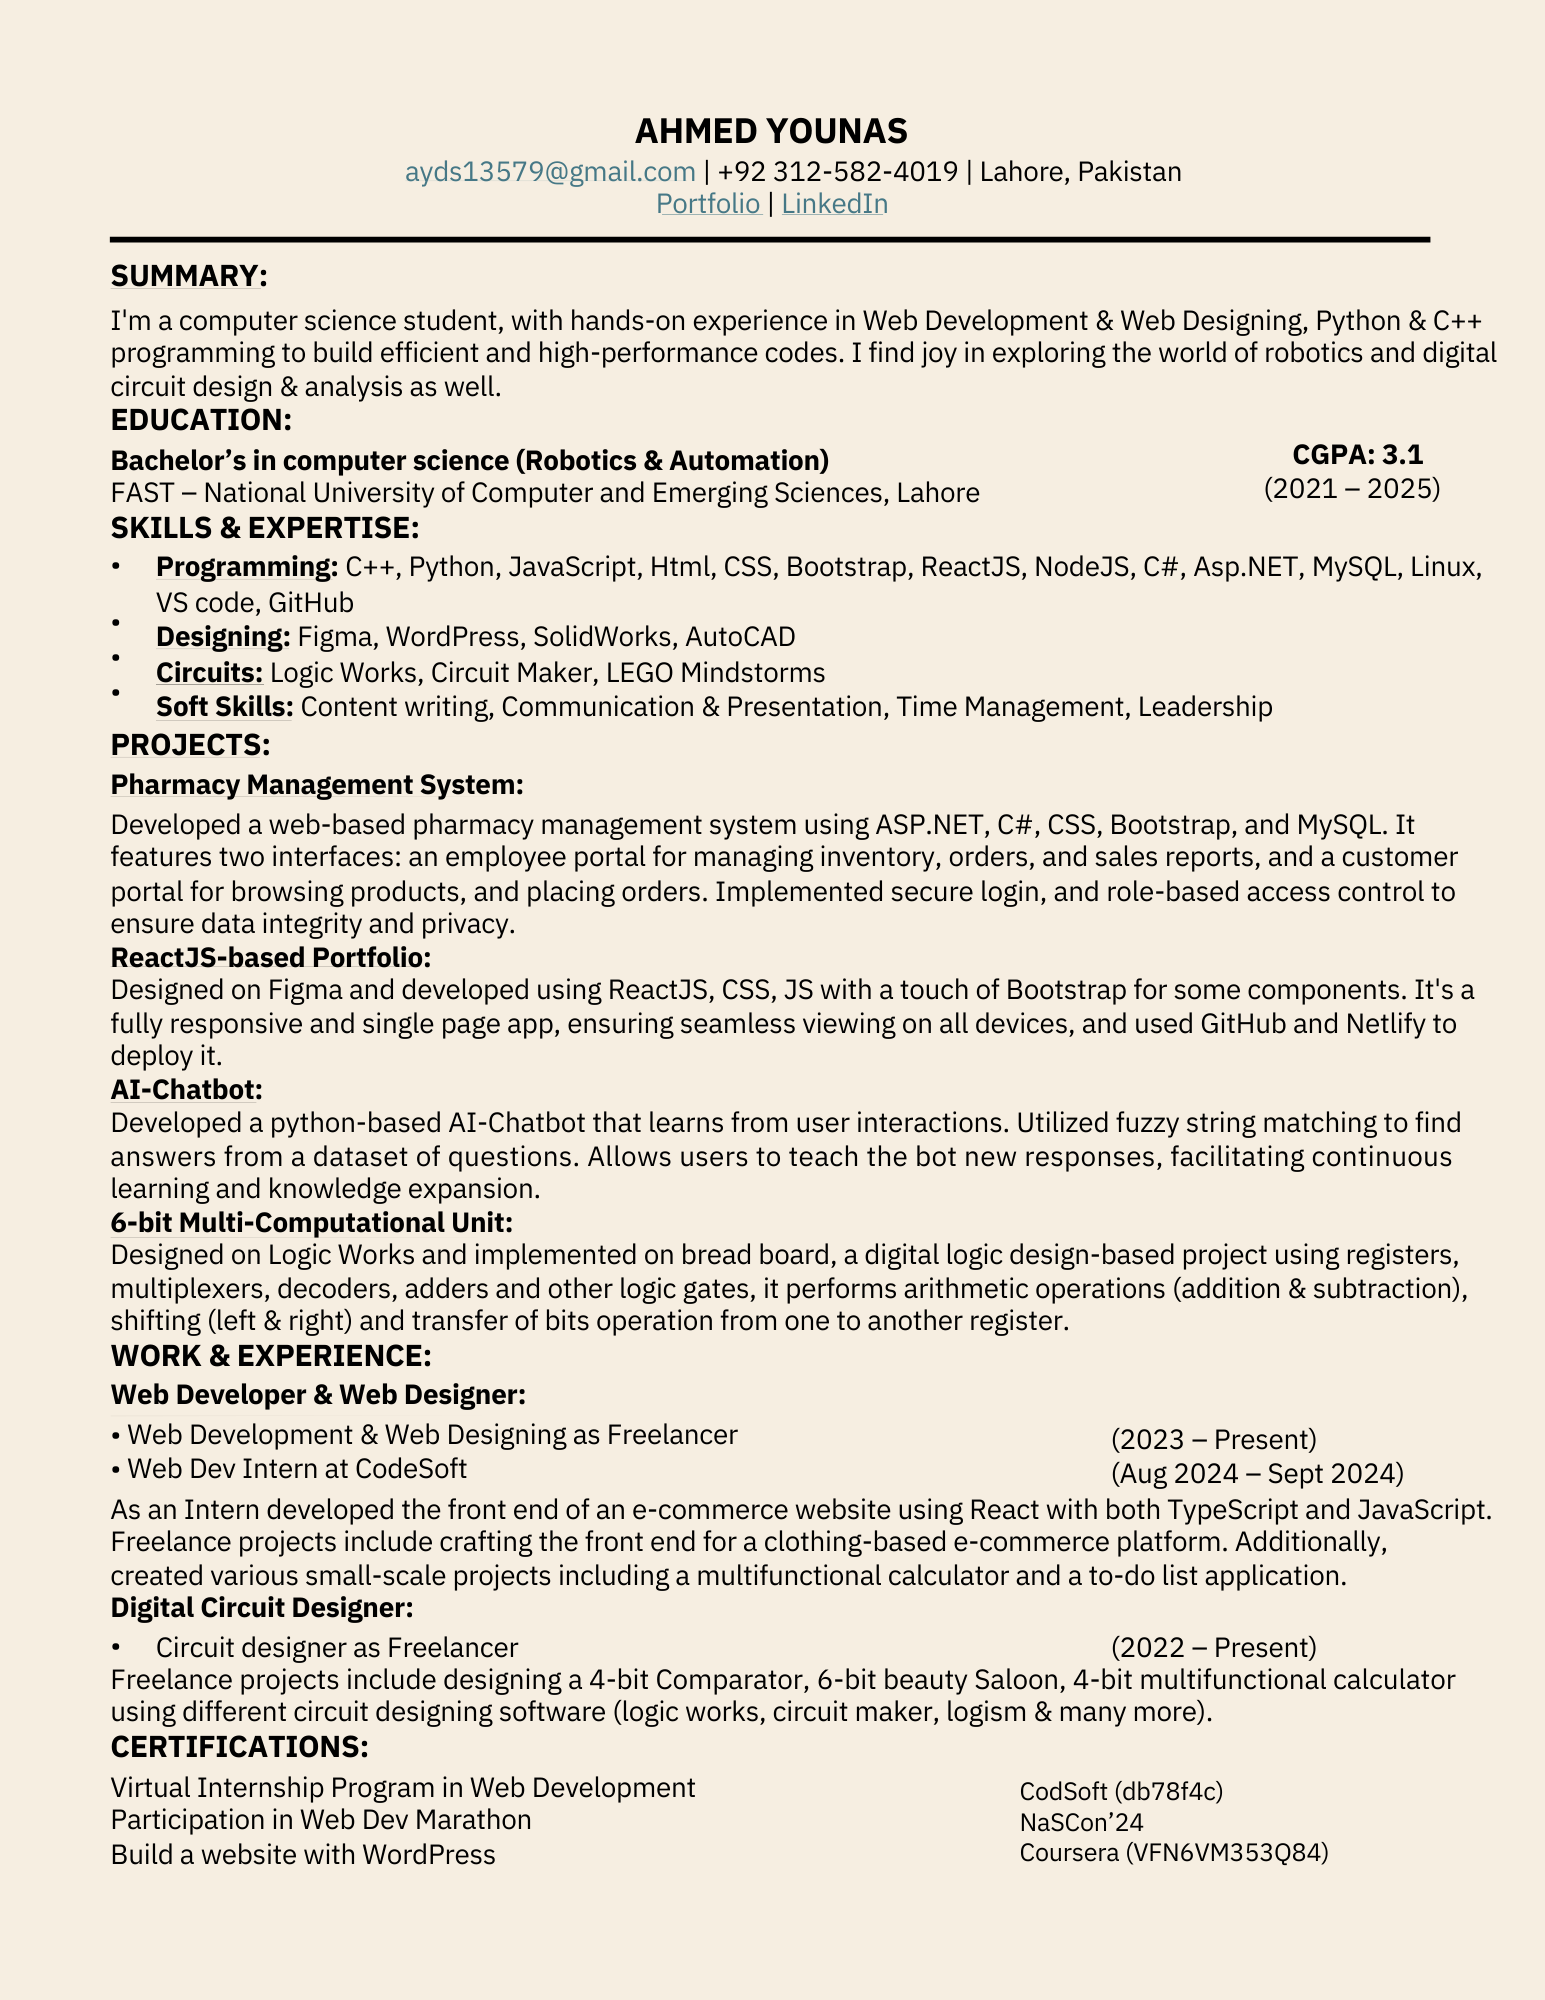 AHMED YOUNAS
ayds13579@gmail.com | +92 312-582-4019 | Lahore, Pakistan
Portfolio | LinkedIn
SUMMARY:
I'm a computer science student, with hands-on experience in Web Development & Web Designing, Python & C++
programming to build efficient and high-performance codes. I find joy in exploring the world of robotics and digital
circuit design & analysis as well.
EDUCATION:
Bachelor’s in computer science (Robotics & Automation) CGPA: 3.1
FAST – National University of Computer and Emerging Sciences, Lahore (2021 – 2025)
SKILLS & EXPERTISE:
• Programming: C++, Python, JavaScript, Html, CSS, Bootstrap, ReactJS, NodeJS, C#, Asp.NET, MySQL, Linux,
VS code, GitHub
• Designing: Figma, WordPress, SolidWorks, AutoCAD
• Circuits: Logic Works, Circuit Maker, LEGO Mindstorms
• Soft Skills: Content writing, Communication & Presentation, Time Management, Leadership
PROJECTS:
Pharmacy Management System:
Developed a web-based pharmacy management system using ASP.NET, C#, CSS, Bootstrap, and MySQL. It
features two interfaces: an employee portal for managing inventory, orders, and sales reports, and a customer
portal for browsing products, and placing orders. Implemented secure login, and role-based access control to
ensure data integrity and privacy.
ReactJS-based Portfolio:
Designed on Figma and developed using ReactJS, CSS, JS with a touch of Bootstrap for some components. It's a
fully responsive and single page app, ensuring seamless viewing on all devices, and used GitHub and Netlify to
deploy it.
AI-Chatbot:
Developed a python-based AI-Chatbot that learns from user interactions. Utilized fuzzy string matching to find
answers from a dataset of questions. Allows users to teach the bot new responses, facilitating continuous
learning and knowledge expansion.
6-bit Multi-Computational Unit:
Designed on Logic Works and implemented on bread board, a digital logic design-based project using registers,
multiplexers, decoders, adders and other logic gates, it performs arithmetic operations (addition & subtraction),
shifting (left & right) and transfer of bits operation from one to another register.
WORK & EXPERIENCE:
Web Developer & Web Designer:
• Web Development & Web Designing as Freelancer (2023 – Present)
• Web Dev Intern at CodeSoft (Aug 2024 – Sept 2024)
As an Intern developed the front end of an e-commerce website using React with both TypeScript and JavaScript.
Freelance projects include crafting the front end for a clothing-based e-commerce platform. Additionally,
created various small-scale projects including a multifunctional calculator and a to-do list application.
Digital Circuit Designer:
• Circuit designer as Freelancer (2022 – Present)
Freelance projects include designing a 4-bit Comparator, 6-bit beauty Saloon, 4-bit multifunctional calculator
using different circuit designing software (logic works, circuit maker, logism & many more).
CERTIFICATIONS:
Virtual Internship Program in Web Development CodSoft (db78f4c)
Participation in Web Dev Marathon NaSCon’24
Build a website with WordPress Coursera (VFN6VM353Q84)